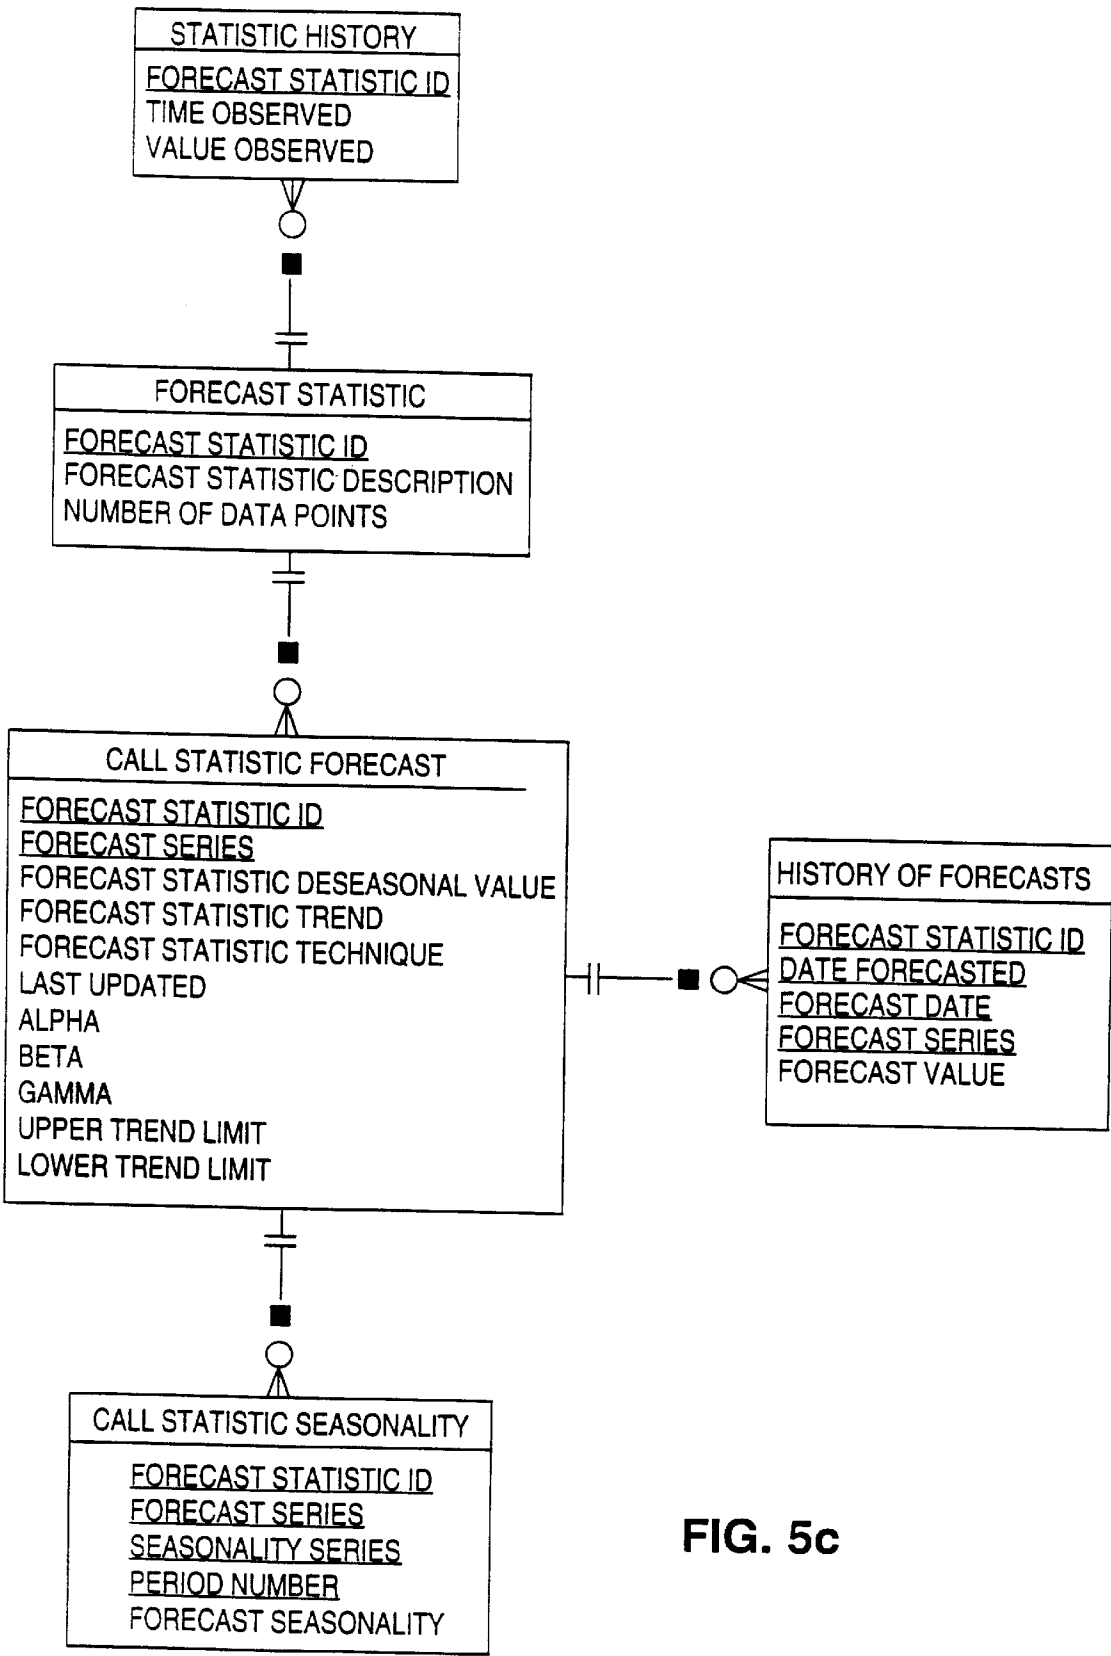 STATISTIC HISTORY
FORECAST STATISTIC ID
TIME OBSERVED
VALUE OBSERVED
FORECAST STATISTIC
FORECAST STATISTIC ID
FORECAST STATISTIC DESCRIPTION
NUMBER OF DATA POINTS
CALL STATISTIC FORECAST
FORECAST STATISTIC ID
FORECAST SERIES
FORECAST STATISTIC DESEASONAL VALUE
FORECAST STATISTIC TREND
FORECAST STATISTIC TECHNIQUE
LAST UPDATED
ALPHA
BETA
GAMMA
UPPER TREND LIMIT
LOWER TREND LIMIT
HISTORY OF FORECASTS
FORECAST STATISTIC ID
DATE FORECASTED
FORECAST DATE
FORECAST SERIES
FORECAST VALUE
CALL STATISTIC SEASONALITY
FORECAST STATISTIC ID
FORECAST SERIES
SEASONALITY SERIES
PERIOD NUMBER
FORECAST SEASONALITY
FIG. 5c